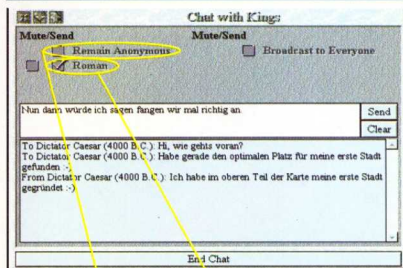 Chat with Kings
Mute/Send
Mute/Send
Remain Anonymous
Broadcast to Everyone
Roman
Nun dann würde ich sagen fangen wir mal richtig an.
Send
Clear
To Dictator Caesar (4000 B.C.): Hi, wie gehts voran?
To Dictator Caesar (4000 B.C.): Habe gerade den optimalen Platz für meine erste Stadt
gefunden :-)
From Dictator Caesar (4000 B.C.): Ich habe im oberen Teil der Karte meine erste Stadt
gegründet :-)
End Chat